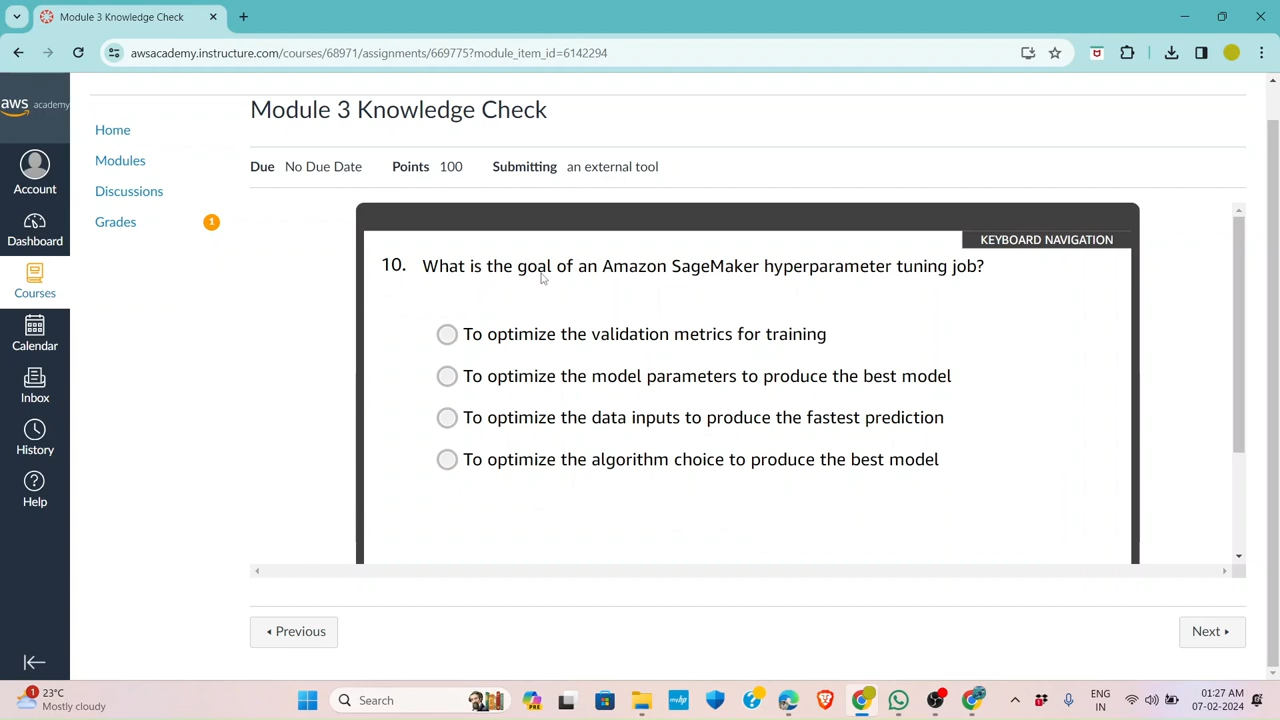 Module 3 Knowledge Check
awsacademy.instructure.com/courses/68971/assignments/669775?module_item_id=6142294
aws academy
Account
Dashboard
Courses
Calendar
Inbox
History
Help
Home
Modules
Discussions
Grades
1
Module 3 Knowledge Check
Due No Due Date Points 100 Submitting an external tool
KEYBOARD NAVIGATION
10. What is the goal of an Amazon SageMaker hyperparameter tuning job?
To optimize the validation metrics for training
To optimize the model parameters to produce the best model
To optimize the data inputs to produce the fastest prediction
To optimize the algorithm choice to produce the best model
Previous
Next
1
23°C
Mostly cloudy
Search
ENG
IN
01:27 AM
07-02-2024